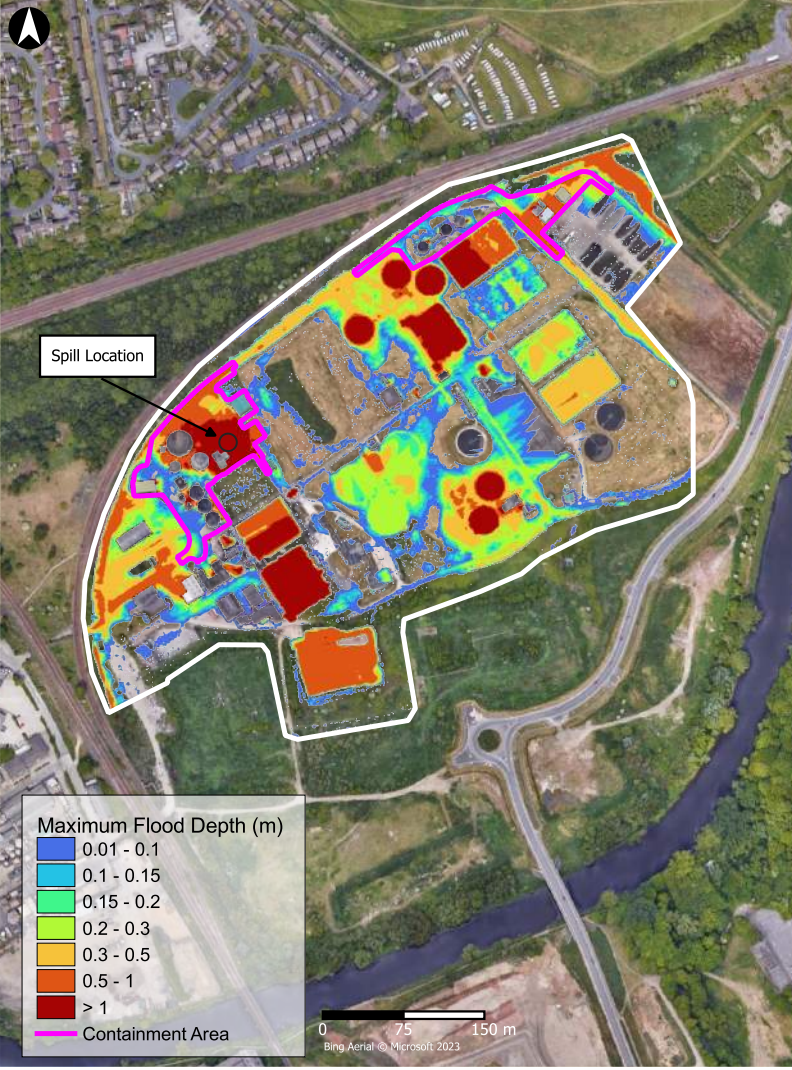 Spill Location
Maximum Flood Depth (m)
0.01 - 0.1
0.1 - 0.15
0.15 - 0.2
0.2 - 0.3
0.3 - 0.5
0.5 - 1
> 1
Containment Area
0 75 150 m
Bing Aerial © Microsoft 2023